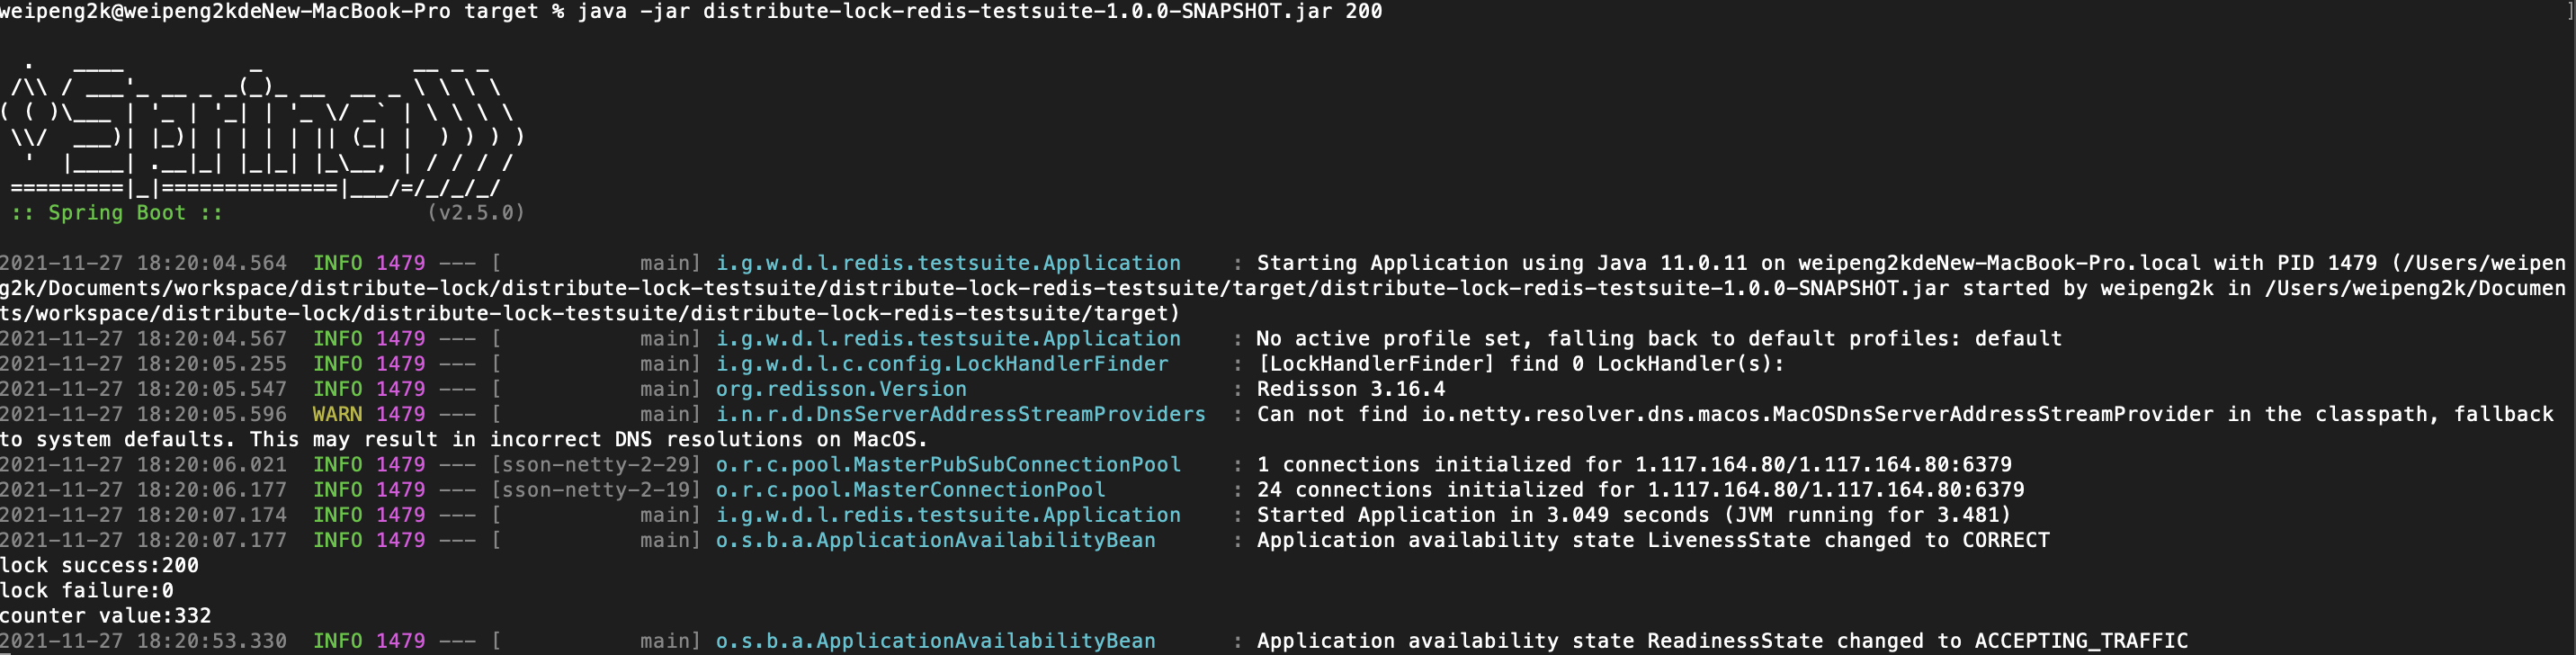 weipeng2k@weipeng2kdeNew-MacBook-Pro target % java -jar distribute-lock-redis-testsuite-1.0.0-SNAPSHOT.jar 200 ]

  .   ____          _            __ _ _
 /\\ / ___'_ __ _ _(_)_ __  __ _ \ \ \ \
( ( )\___ | '_ | '_| | '_ \/ _` | \ \ \ \
 \\/  ___)| |_)| | | | | || (_| |  ) ) ) )
  '  |____| .__|_| |_|_| |_\__, | / / / /
 =========|_|==============|___/=/_/_/_/
 :: Spring Boot ::                (v2.5.0)

2021-11-27 18:20:04.564  INFO 1479 --- [           main] i.g.w.d.l.redis.testsuite.Application    : Starting Application using Java 11.0.11 on weipeng2kdeNew-MacBook-Pro.local with PID 1479 (/Users/weipen
g2k/Documents/workspace/distribute-lock/distribute-lock-testsuite/distribute-lock-redis-testsuite/target/distribute-lock-redis-testsuite-1.0.0-SNAPSHOT.jar started by weipeng2k in /Users/weipeng2k/Documen
ts/workspace/distribute-lock/distribute-lock-testsuite/distribute-lock-redis-testsuite/target)
2021-11-27 18:20:04.567  INFO 1479 --- [           main] i.g.w.d.l.redis.testsuite.Application    : No active profile set, falling back to default profiles: default
2021-11-27 18:20:05.255  INFO 1479 --- [           main] i.g.w.d.l.c.config.LockHandlerFinder     : [LockHandlerFinder] find 0 LockHandler(s):
2021-11-27 18:20:05.547  INFO 1479 --- [           main] org.redisson.Version                     : Redisson 3.16.4
2021-11-27 18:20:05.596  WARN 1479 --- [           main] i.n.r.d.DnsServerAddressStreamProviders  : Can not find io.netty.resolver.dns.macos.MacOSDnsServerAddressStreamProvider in the classpath, fallback
to system defaults. This may result in incorrect DNS resolutions on MacOS.
2021-11-27 18:20:06.021  INFO 1479 --- [sson-netty-2-29] o.r.c.pool.MasterPubSubConnectionPool    : 1 connections initialized for 1.117.164.80/1.117.164.80:6379
2021-11-27 18:20:06.177  INFO 1479 --- [sson-netty-2-19] o.r.c.pool.MasterConnectionPool          : 24 connections initialized for 1.117.164.80/1.117.164.80:6379
2021-11-27 18:20:07.174  INFO 1479 --- [           main] i.g.w.d.l.redis.testsuite.Application    : Started Application in 3.049 seconds (JVM running for 3.481)
2021-11-27 18:20:07.177  INFO 1479 --- [           main] o.s.b.a.ApplicationAvailabilityBean      : Application availability state LivenessState changed to CORRECT
lock success:200
lock failure:0
counter value:332
2021-11-27 18:20:53.330  INFO 1479 --- [           main] o.s.b.a.ApplicationAvailabilityBean      : Application availability state ReadinessState changed to ACCEPTING_TRAFFIC